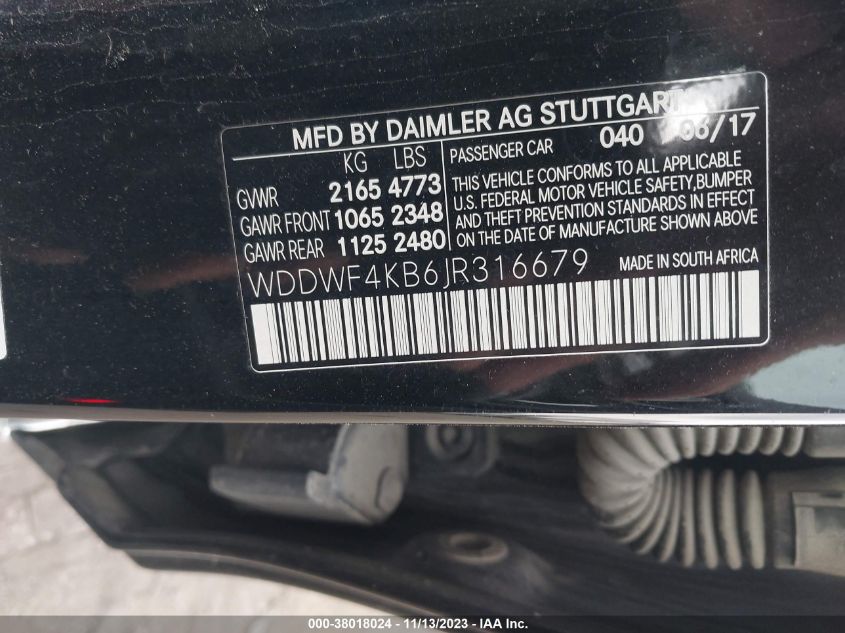 MFD BY DAIMLER AG STUTTGART
KG LBS
GVWR 2165 4773
GAWR FRONT 1065 2348
GAWR REAR 1125 2480
PASSENGER CAR 040 06/17
THIS VEHICLE CONFORMS TO ALL APPLICABLE
U.S. FEDERAL MOTOR VEHICLE SAFETY, BUMPER
AND THEFT PREVENTION STANDARDS IN EFFECT
ON THE DATE OF MANUFACTURE SHOWN ABOVE
WDDWF4KB6JR316679 MADE IN SOUTH AFRICA
000-38018024 - 11/13/2023 - IAA Inc.